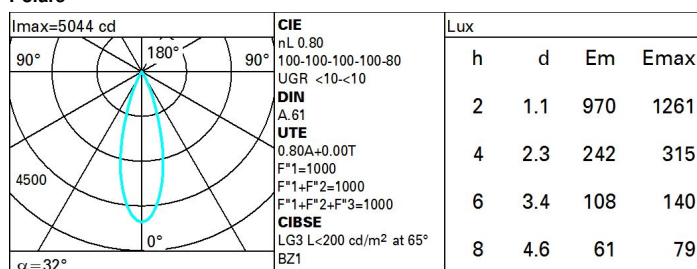 Imax=5044 cd
90°
180°
90°
4500
0°
α=32°
CIE
nL 0.80
100-100-100-100-80
UGR <10-<10
DIN
A.61
UTE
0.80A+0.00T
F"1=1000
F"1+F"2=1000
F"1+F"2+F"3=1000
CIBSE
LG3 L<200 cd/m² at 65°
BZ1
Lux
h d Em Emax
2 1.1 970 1261
4 2.3 242 315
6 3.4 108 140
8 4.6 61 79